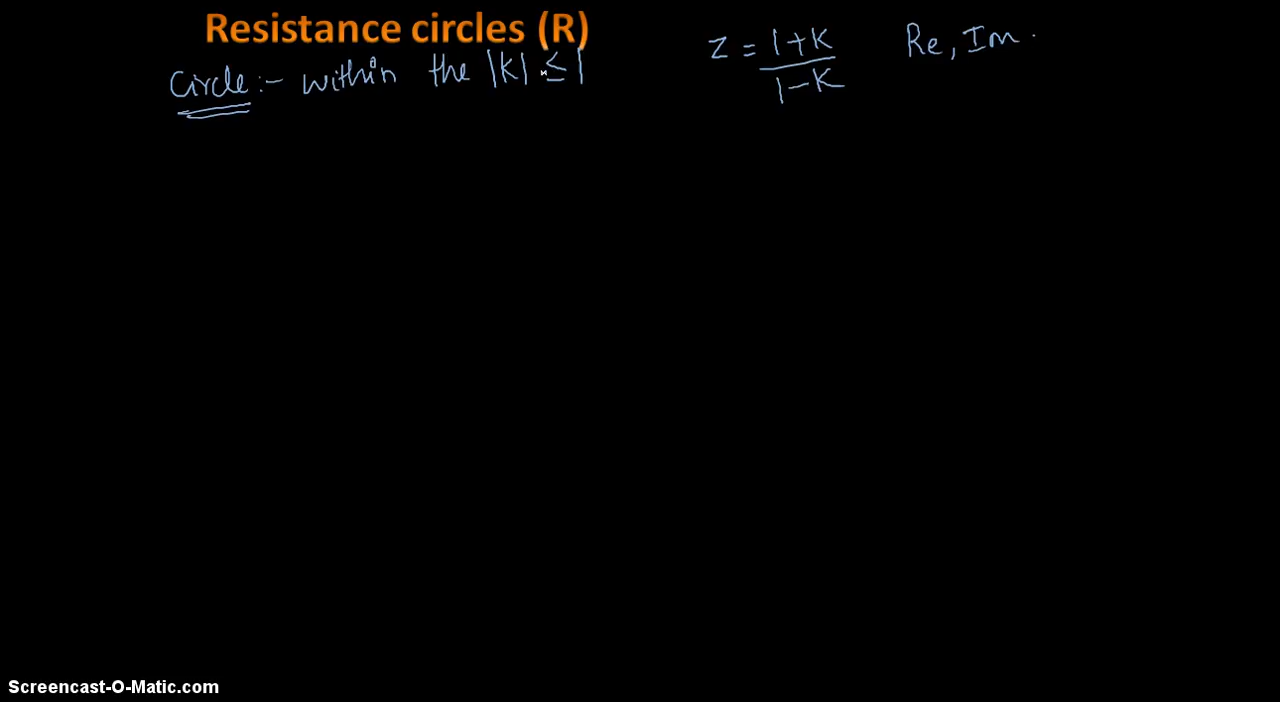 Resistance circles (R)
Circle :- within the |K| ≤ 1
z = 1+K / 1-K
Re, Im.
Screencast-O-Matic.com